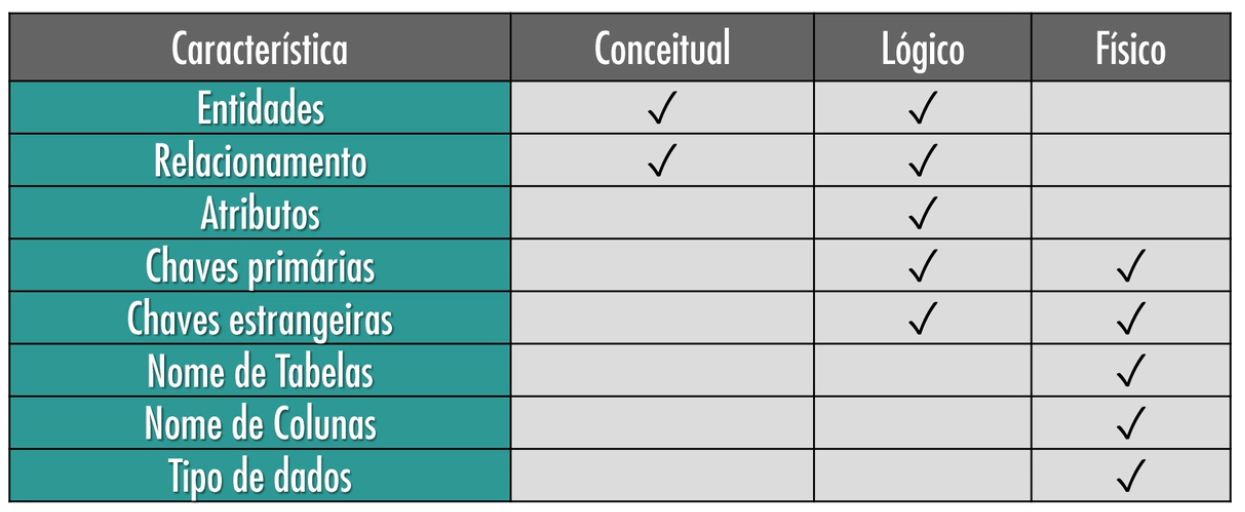 Característica Conceitual Lógico Físico
Entidades ✓ ✓
Relacionamento ✓ ✓
Atributos ✓
Chaves primárias ✓ ✓
Chaves estrangeiras ✓ ✓
Nome de Tabelas ✓
Nome de Colunas ✓
Tipo de dados ✓